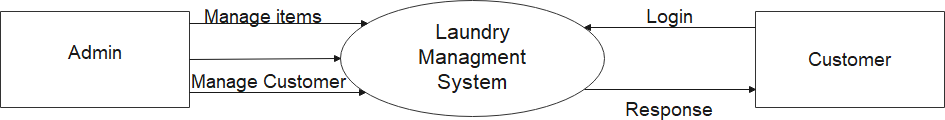 Manage items
Admin
Manage Customer
Laundry
Managment
System
Login
Response
Customer